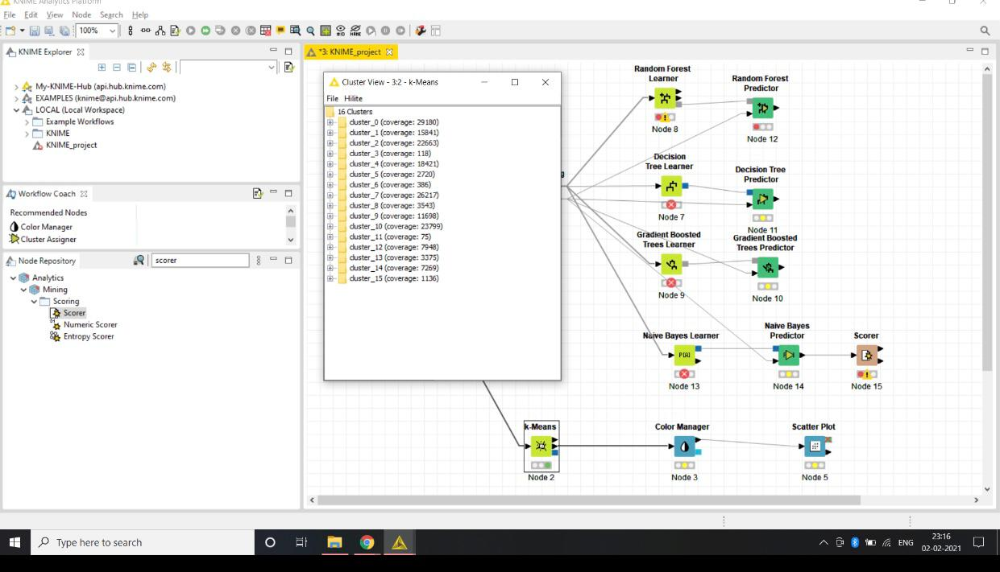 KNIME Analytics Platform
File Edit View Node Search Help
100%
KNIME Explorer
My-KNIME-Hub (api.hub.knime.com)
EXAMPLES (knime@api.hub.knime.com)
LOCAL (Local Workspace)
Example Workflows
KNIME
KNIME_project
Workflow Coach
Recommended Nodes
Color Manager
Cluster Assigner
Node Repository
scorer
Analytics
Mining
Scoring
Scorer
Numeric Scorer
Entropy Scorer
*3: KNIME_project
Cluster View - 3:2 - k-Means
File Hilite
16 Clusters
cluster_0 (coverage: 29180)
cluster_1 (coverage: 15841)
cluster_2 (coverage: 22663)
cluster_3 (coverage: 118)
cluster_4 (coverage: 18421)
cluster_5 (coverage: 2720)
cluster_6 (coverage: 386)
cluster_7 (coverage: 26217)
cluster_8 (coverage: 3543)
cluster_9 (coverage: 11698)
cluster_10 (coverage: 23799)
cluster_11 (coverage: 75)
cluster_12 (coverage: 7948)
cluster_13 (coverage: 3375)
cluster_14 (coverage: 7269)
cluster_15 (coverage: 1136)
Random Forest
Learner
Node 8
Random Forest
Predictor
Node 12
Decision
Tree Learner
Node 7
Decision Tree
Predictor
Node 11
Gradient Boosted
Trees Learner
Node 9
Gradient Boosted
Trees Predictor
Node 10
Naive Bayes Learner
Node 13
Naive Bayes
Predictor
Node 14
Scorer
Node 15
k-Means
Node 2
Color Manager
Node 3
Scatter Plot
Node 5
Type here to search
ENG
23:16
02-02-2021